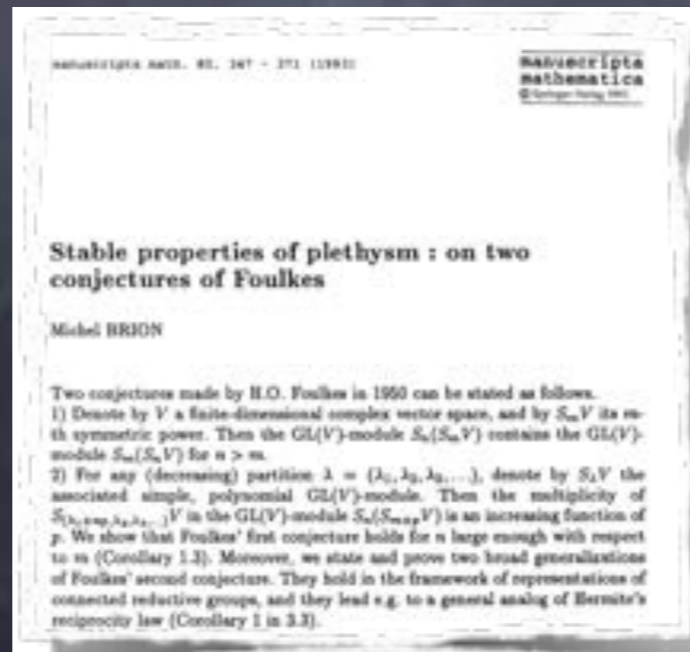 manuscripta math. 80, 347 - 371 (1993)
manuscripta
mathematica
© Springer-Verlag 1993
Stable properties of plethysm : on two
conjectures of Foulkes
Michel BRION
Two conjectures made by H.O. Foulkes in 1950 can be stated as follows.
1) Denote by V a finite-dimensional complex vector space, and by SₘV its m-
th symmetric power. Then the GL(V)-module Sₙ(SₘV) contains the GL(V)-
module Sₘ(SₙV) for n > m.
2) For any (decreasing) partition λ = (λ₁, λ₂, λ₃, ...), denote by S_λV the
associated simple, polynomial GL(V)-module. Then the multiplicity of
S_(λ₁+np,λ₂,λ₃,...)V in the GL(V)-module Sₙ(S_{m+p}V) is an increasing function of
p. We show that Foulkes' first conjecture holds for n large enough with respect
to m (Corollary 1.3). Moreover, we state and prove two broad generalizations
of Foulkes' second conjecture. They hold in the framework of representations of
connected reductive groups, and they lead e.g. to a general analog of Hermite's
reciprocity law (Corollary 1 in 3.3).